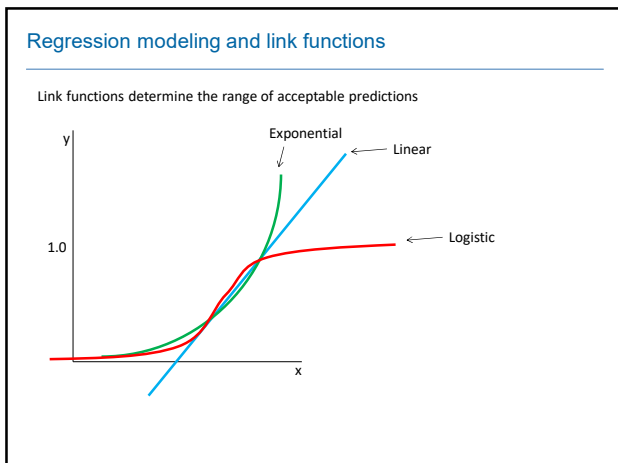 Regression modeling and link functions
Link functions determine the range of acceptable predictions
y
Exponential
Linear
Logistic
1.0
x